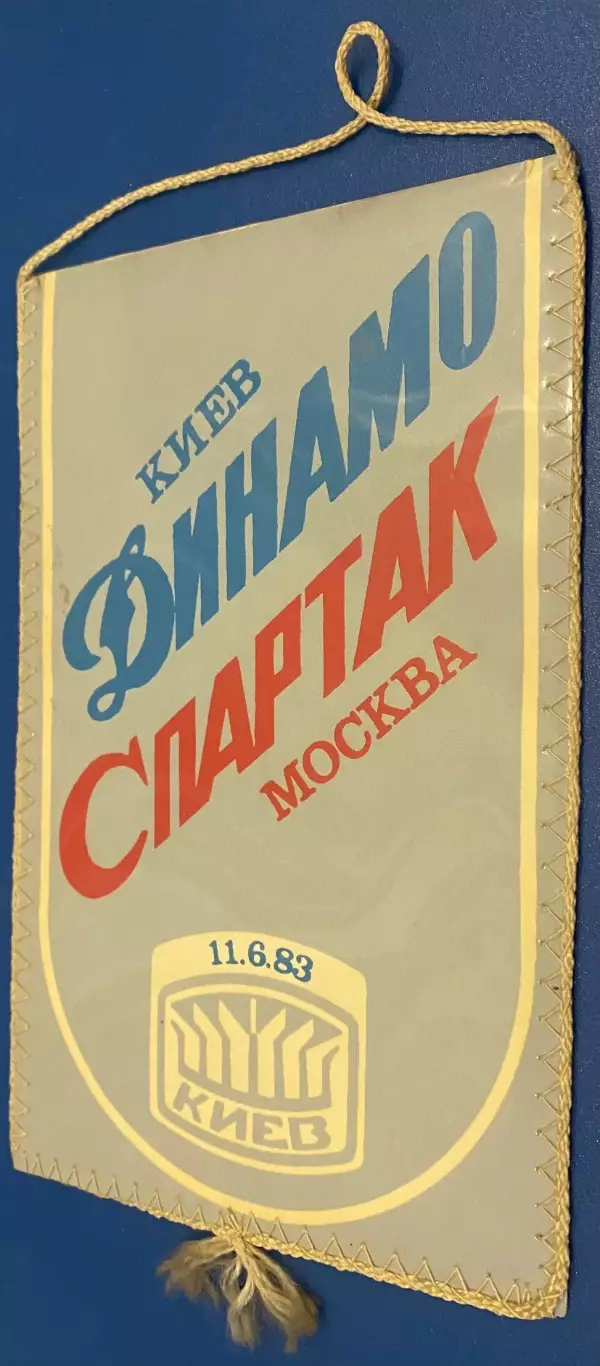 КИЕВ
ДИНАМО
СПАРТАК
МОСКВА
11.6.83
КИЕВ